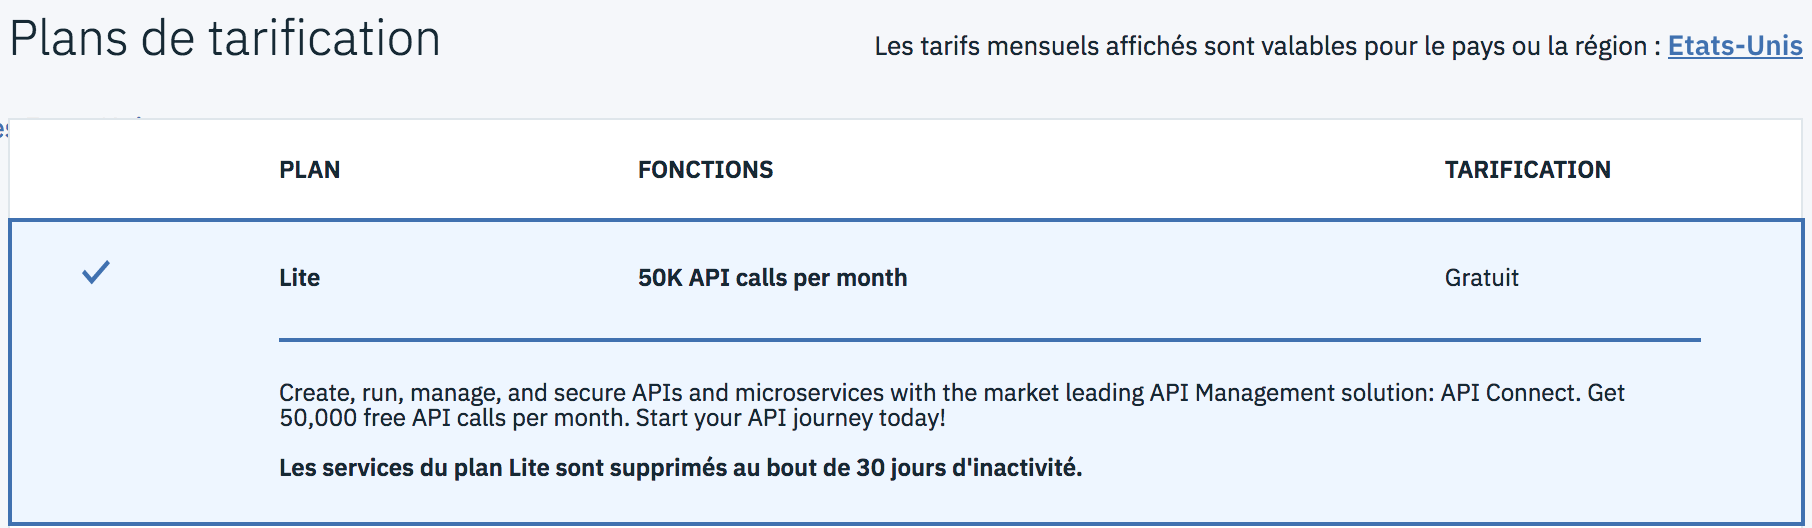 Plans de tarification
Les tarifs mensuels affichés sont valables pour le pays ou la région : Etats-Unis
PLAN FONCTIONS TARIFICATION
Lite 50K API calls per month Gratuit
Create, run, manage, and secure APIs and microservices with the market leading API Management solution: API Connect. Get
50,000 free API calls per month. Start your API journey today!
Les services du plan Lite sont supprimés au bout de 30 jours d'inactivité.